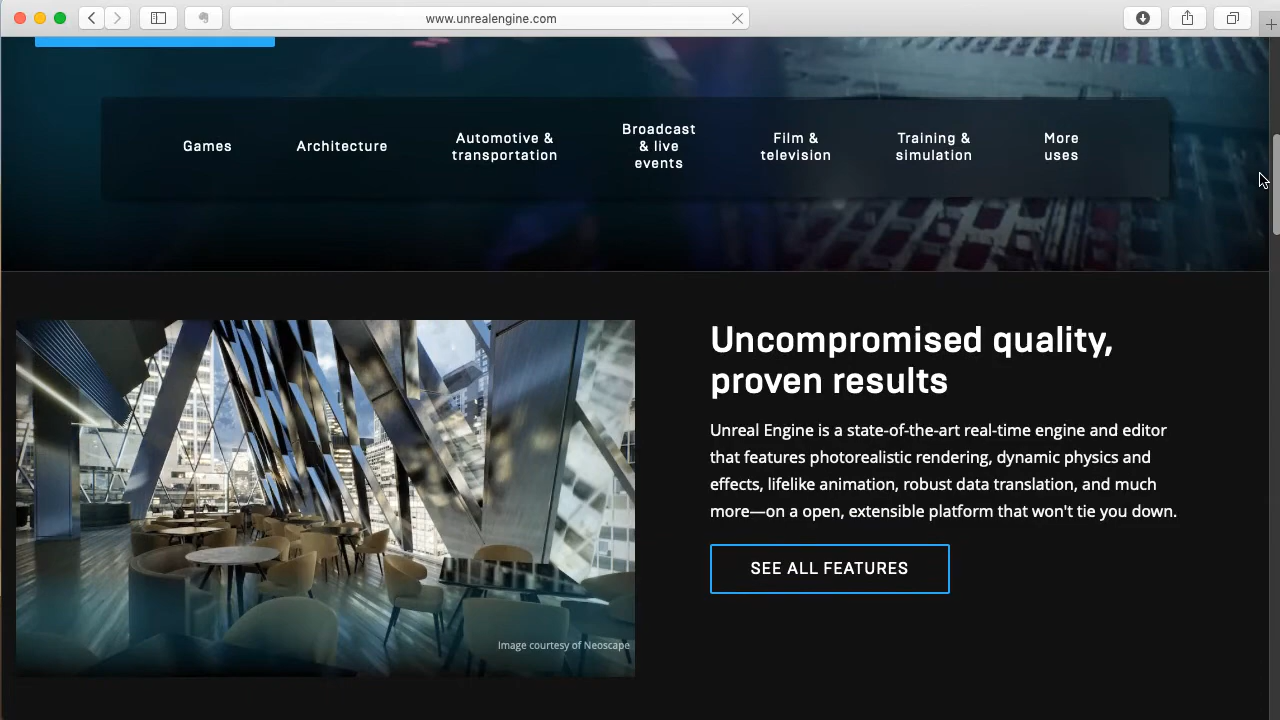 www.unrealengine.com
Games
Architecture
Automotive &
transportation
Broadcast
& live
events
Film &
television
Training &
simulation
More
uses
Uncompromised quality,
proven results
Unreal Engine is a state-of-the-art real-time engine and editor
that features photorealistic rendering, dynamic physics and
effects, lifelike animation, robust data translation, and much
more—on a open, extensible platform that won't tie you down.
SEE ALL FEATURES
Image courtesy of Neoscape